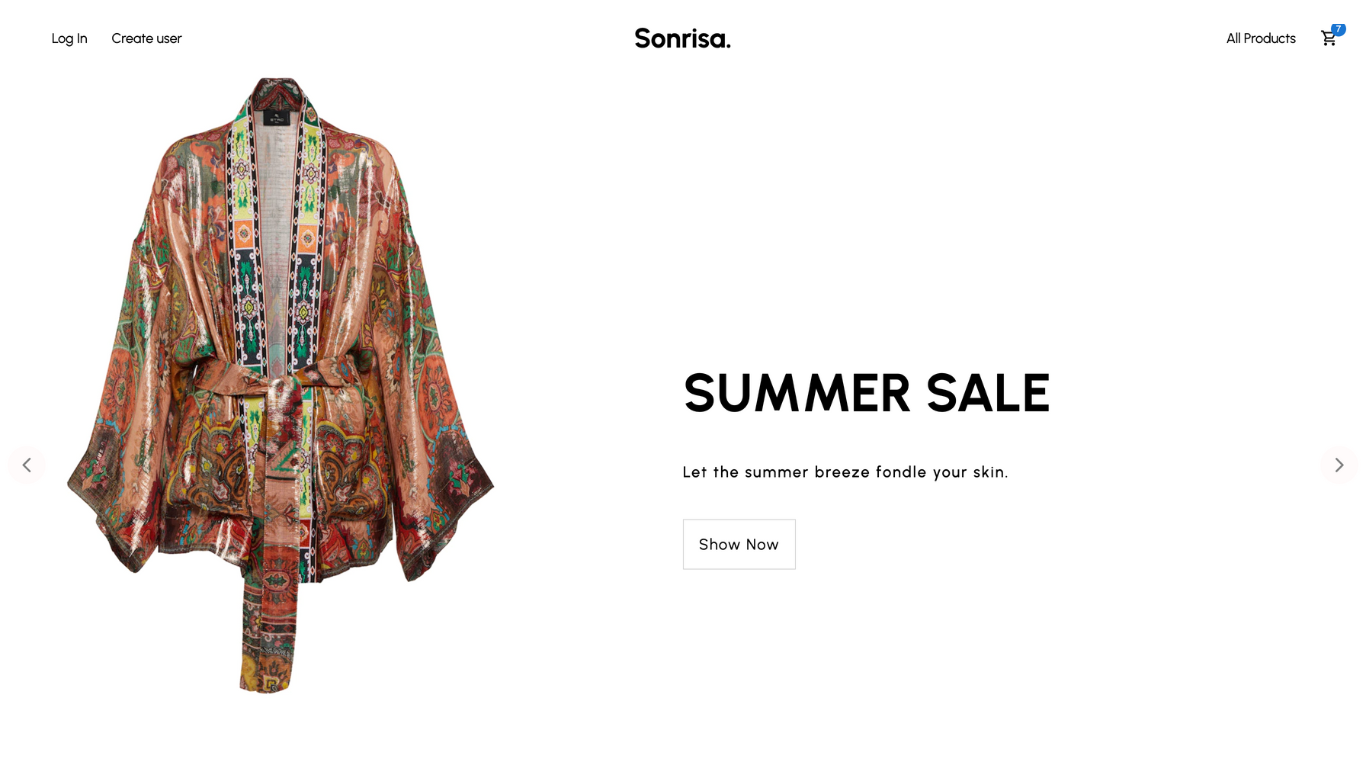 Log In Create user Sonrisa. All Products 7
SUMMER SALE
Let the summer breeze fondle your skin.
Show Now